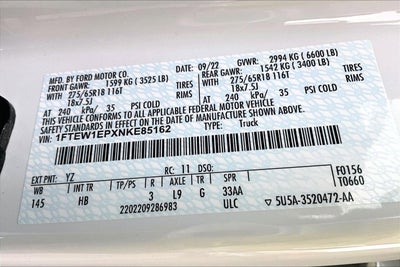 MFD. BY FORD MOTOR CO. 09/22 GVWR: 2994 KG (6600 LB)
FRONT GAWR: 1599 KG (3525 LB) REAR GAWR: 1542 KG (3400 LB)
WITH 275/65R18 116T TIRES WITH 275/65R18 116T TIRES
18x7.5J RIMS 18x7.5J RIMS
AT 240 kPa/ 35 PSI COLD AT 240 kPa/ 35 PSI COLD
THIS VEHICLE CONFORMS TO ALL APPLICABLE FEDERAL MOTOR VEHICLE
SAFETY STANDARDS IN EFFECT ON THE DATE OF MANUFACTURE SHOWN ABOVE.
VIN: 1FTEW1EPXNKE85162 TYPE: Truck
EXT PNT: YZ RC: 11 DSO: F0156
WB INT TR TP/PS R AXLE TR SPR T0660
145 HB 3 L9 G 33AA
2202209286983 ULC ▽5U5A-3520472-AA